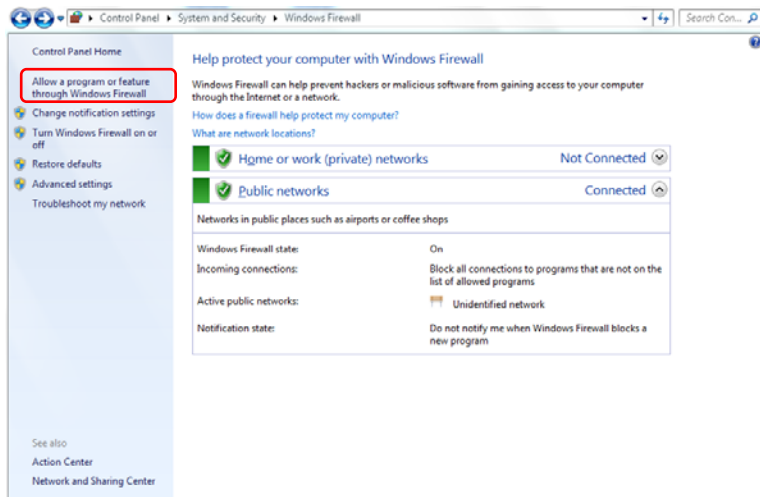 Control Panel ▸ System and Security ▸ Windows Firewall
Search Con...
Control Panel Home
Allow a program or feature
through Windows Firewall
Change notification settings
Turn Windows Firewall on or
off
Restore defaults
Advanced settings
Troubleshoot my network
See also
Action Center
Network and Sharing Center
Help protect your computer with Windows Firewall
Windows Firewall can help prevent hackers or malicious software from gaining access to your computer
through the Internet or a network.
How does a firewall help protect my computer?
What are network locations?
Home or work (private) networks Not Connected
Public networks Connected
Networks in public places such as airports or coffee shops
Windows Firewall state: On
Incoming connections: Block all connections to programs that are not on the
list of allowed programs
Active public networks: Unidentified network
Notification state: Do not notify me when Windows Firewall blocks a
new program